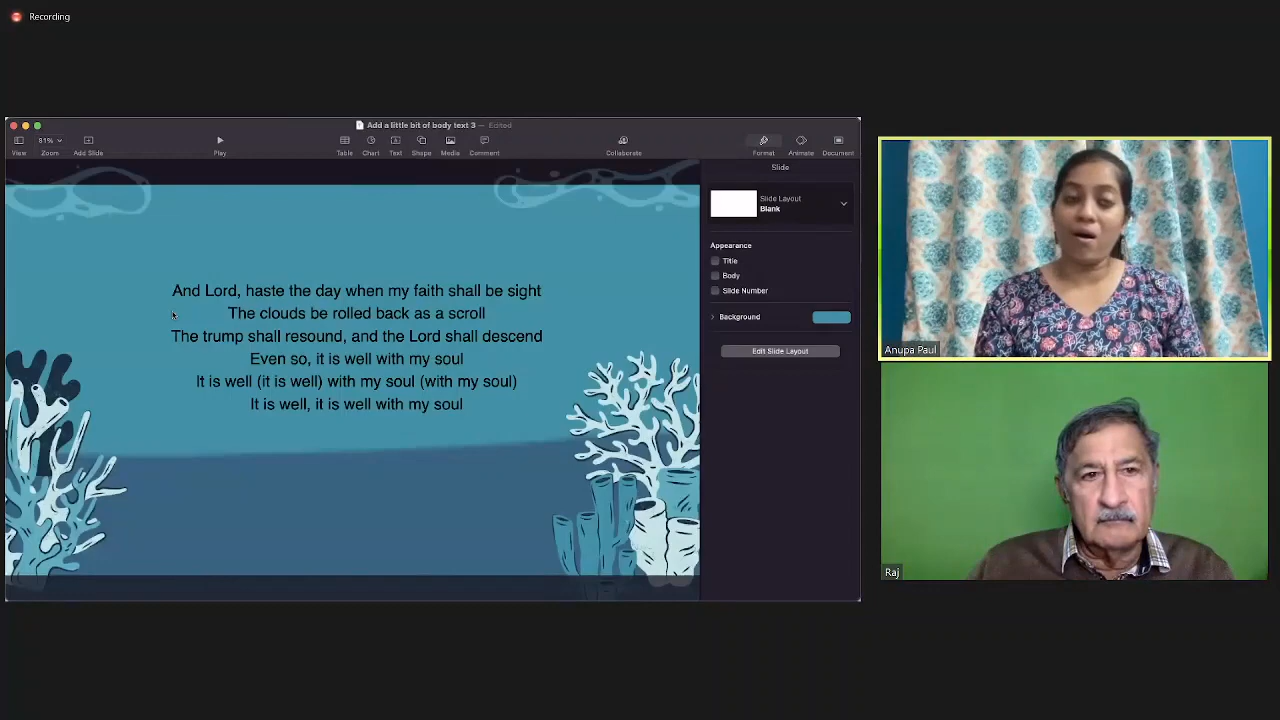 Recording
Add a little bit of body text 3 — Edited
81%
View
Zoom
Add Slide
Play
Table
Chart
Text
Shape
Media
Comment
Collaborate
Format
Animate
Document
Slide
Slide Layout
Blank
Appearance
Title
Body
Slide Number
Background
Edit Slide Layout
And Lord, haste the day when my faith shall be sight
The clouds be rolled back as a scroll
The trump shall resound, and the Lord shall descend
Even so, it is well with my soul
It is well (it is well) with my soul (with my soul)
It is well, it is well with my soul
Anupa Paul
Raj